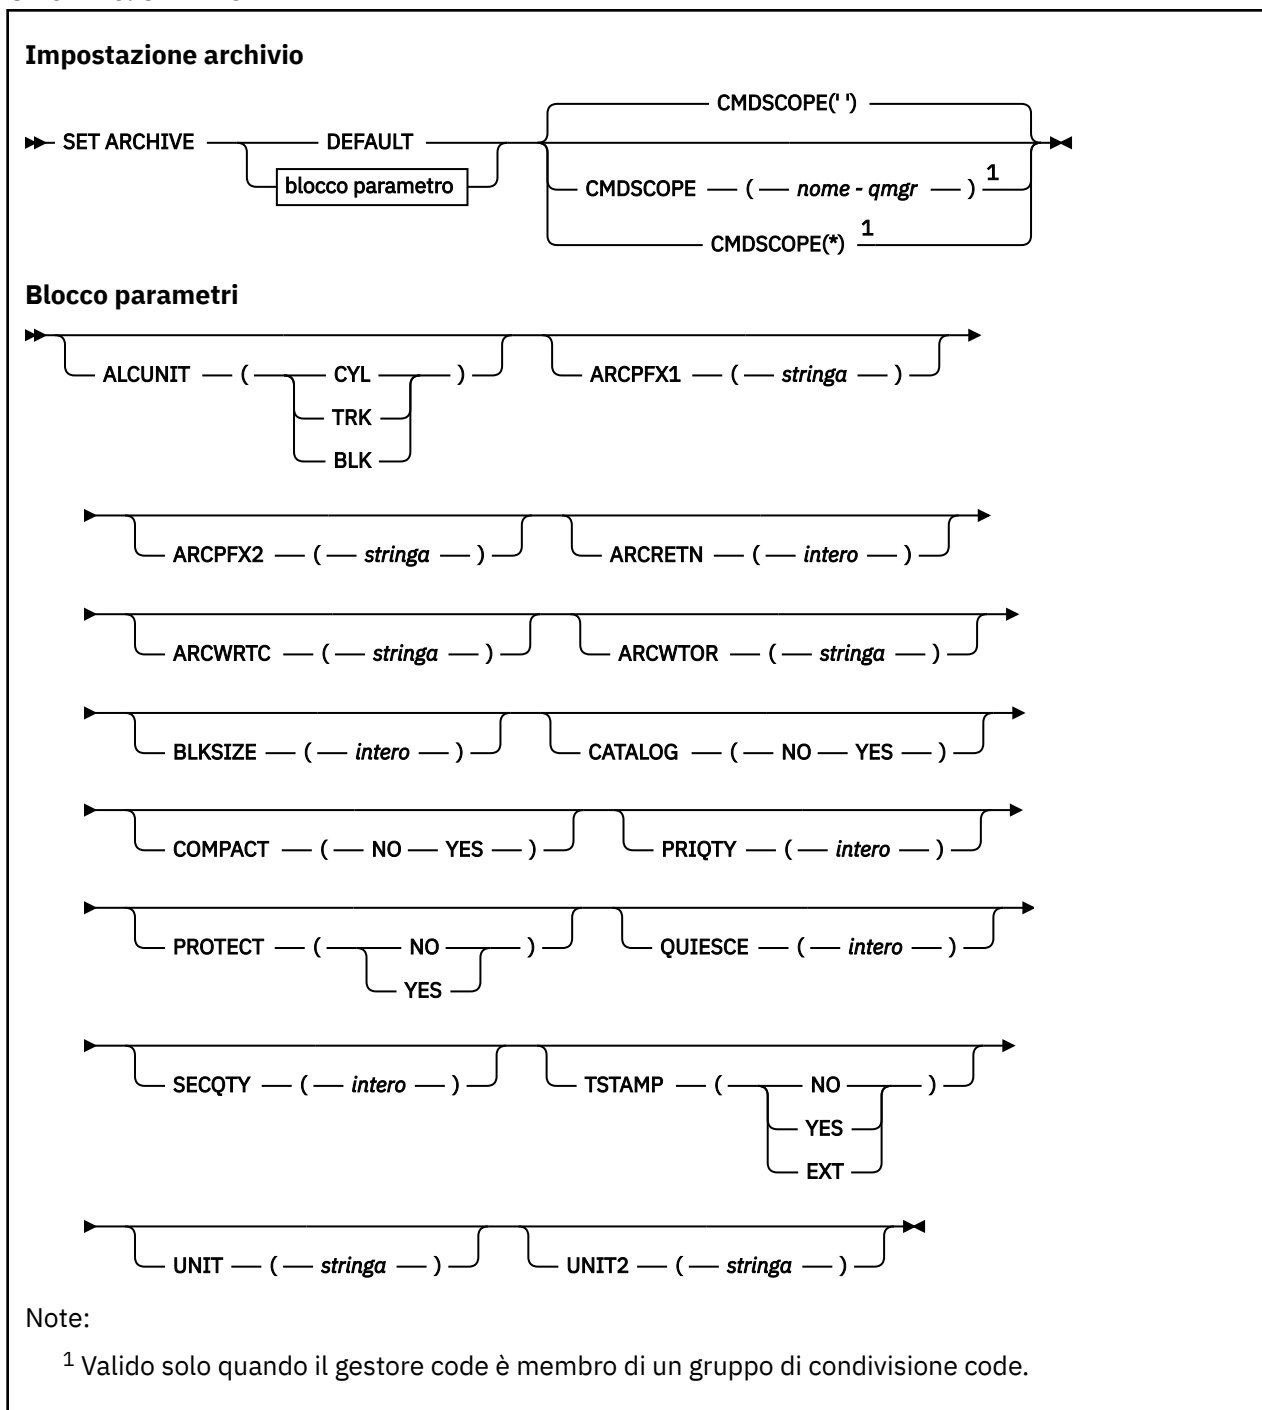 Impostazione archivio
CMDSCOPE(' ')
SET ARCHIVE DEFAULT
blocco parametro
CMDSCOPE ( nome - qmgr ) 1
CMDSCOPE(*) 1
Blocco parametri
ALCUNIT ( CYL ) ARCPFX1 ( stringa )
TRK
BLK
ARCPFX2 ( stringa ) ARCRETN ( intero )
ARCWRTC ( stringa ) ARCWTOR ( stringa )
BLKSIZE ( intero ) CATALOG ( NO YES )
COMPACT ( NO YES ) PRIQTY ( intero )
PROTECT ( NO ) QUIESCE ( intero )
YES
SECQTY ( intero ) TSTAMP ( NO )
YES
EXT
UNIT ( stringa ) UNIT2 ( stringa )
Note:
1 Valido solo quando il gestore code è membro di un gruppo di condivisione code.